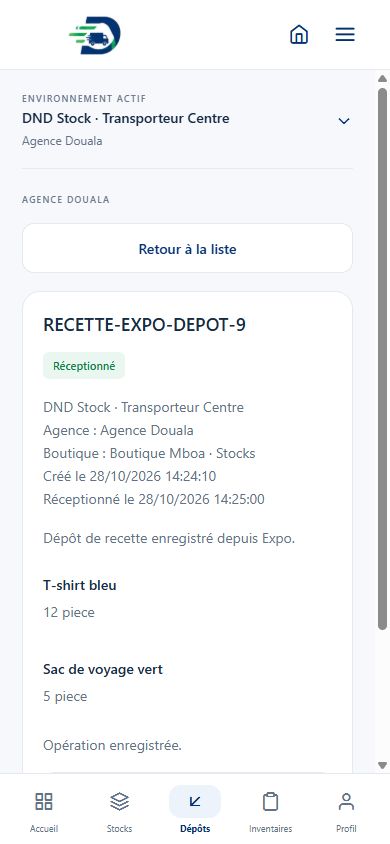 ENVIRONNEMENT ACTIF
DND Stock · Transporteur Centre
Agence Douala
AGENCE DOUALA
Retour à la liste
RECETTE-EXPO-DEPOT-9
Réceptionné
DND Stock · Transporteur Centre
Agence : Agence Douala
Boutique : Boutique Mboa · Stocks
Créé le 28/10/2026 14:24:10
Réceptionné le 28/10/2026 14:25:00
Dépôt de recette enregistré depuis Expo.
T-shirt bleu
12 piece
Sac de voyage vert
5 piece
Opération enregistrée.
Accueil
Stocks
Dépôts
Inventaires
Profil